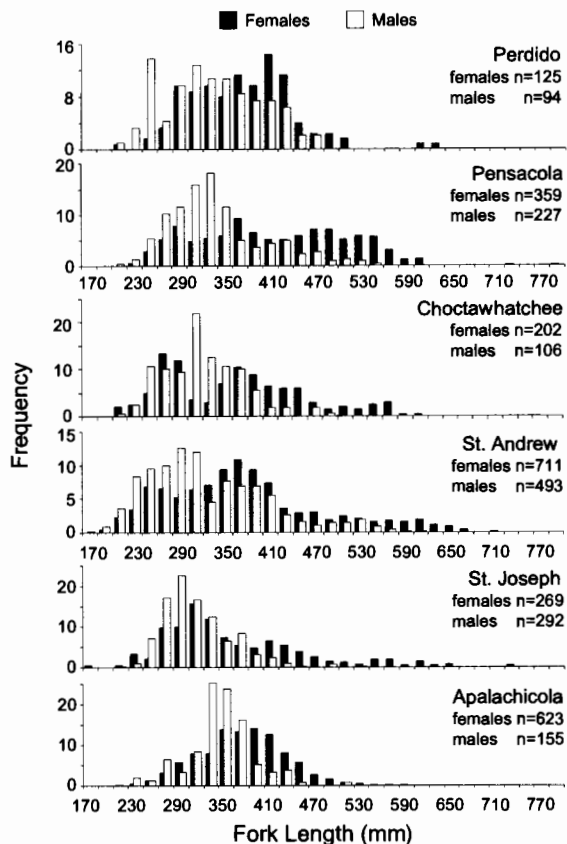 Females Males
Perdido
females n=125
males n=94
16
12
8
4
0
Pensacola
females n=359
males n=227
20
15
10
5
0
170 230 290 350 410 470 530 590 650 710 770
Choctawhatchee
females n=202
males n=106
20
10
0
Frequency
St. Andrew
females n=711
males n=493
15
10
5
0
170 230 290 350 410 470 530 590 650 710 770
St. Joseph
females n=269
males n=292
20
10
0
Apalachicola
females n=623
males n=155
20
10
0
170 230 290 350 410 470 530 590 650 710 770
Fork Length (mm)